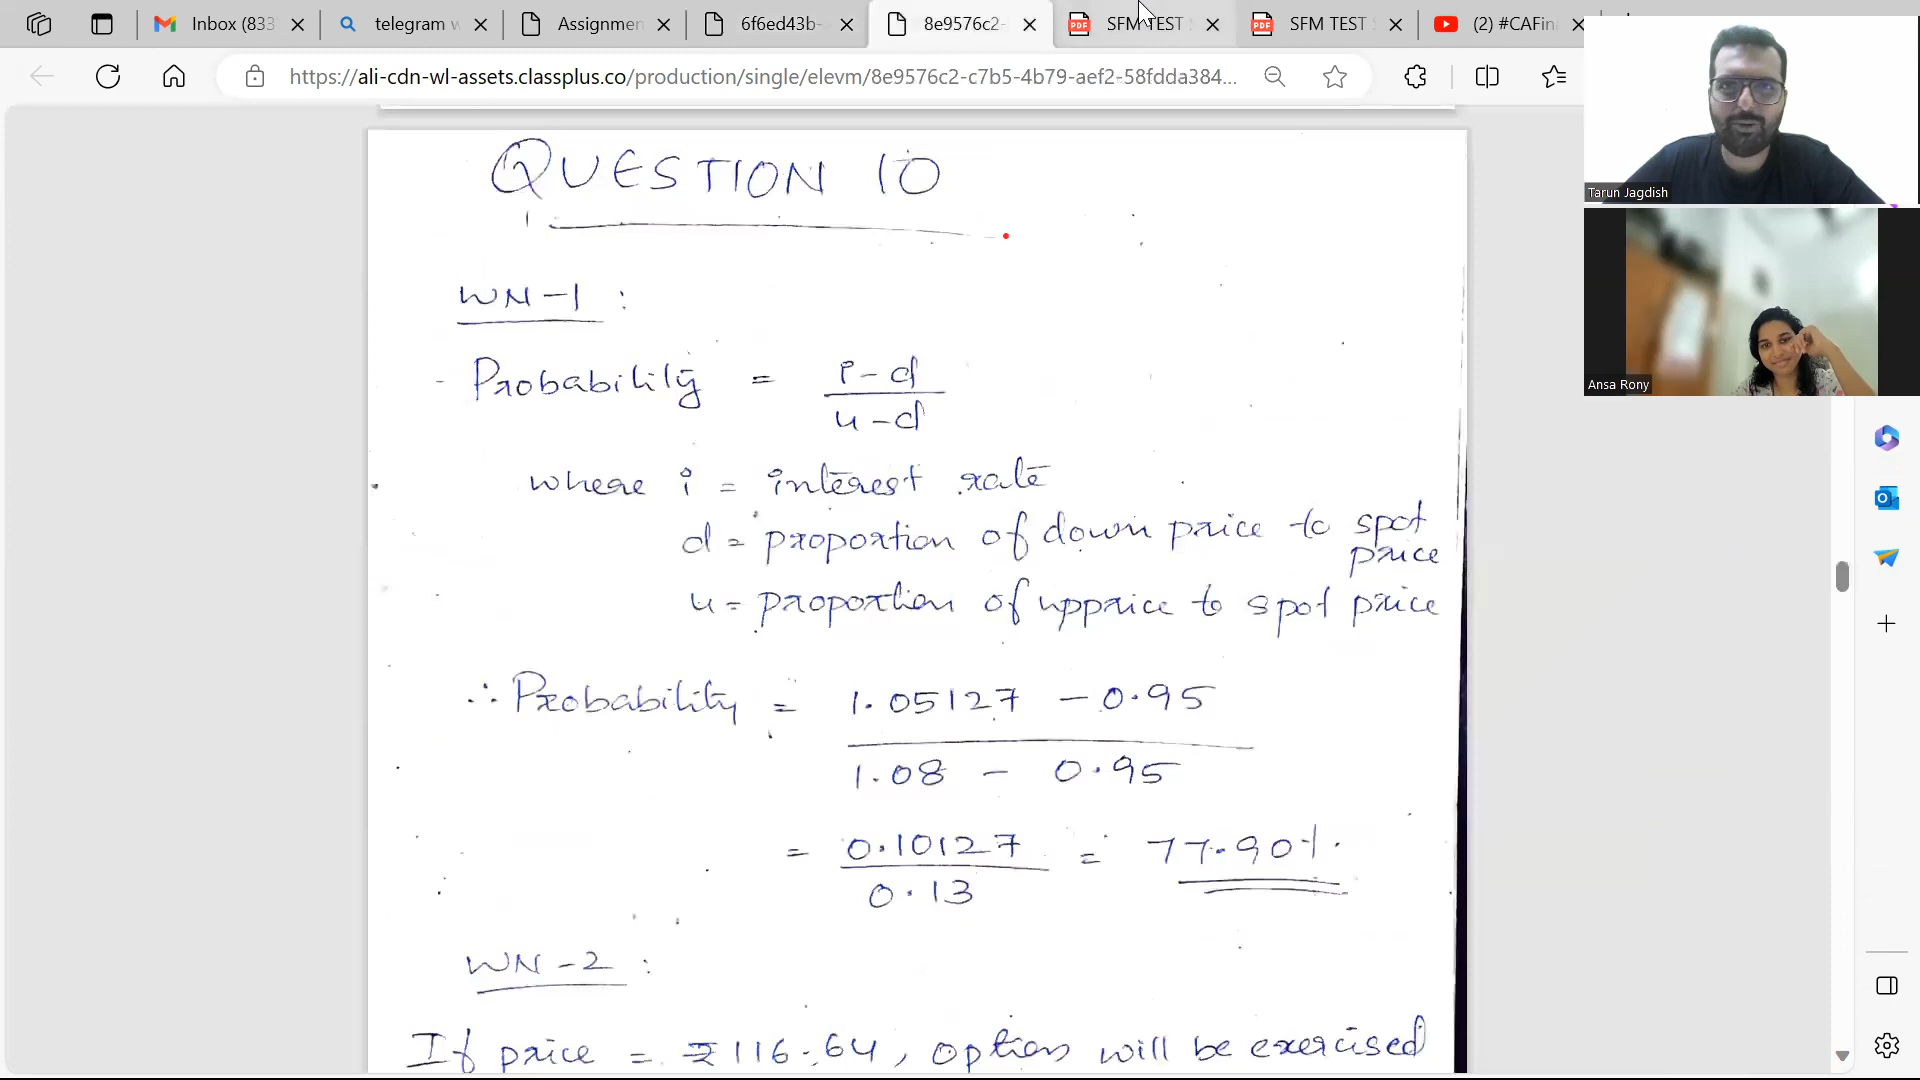 Inbox (833
telegram w
Assignmen
6f6ed43b-
8e9576c2-
SFM TEST
SFM TEST
(2) #CAFin
https://ali-cdn-wl-assets.classplus.co/production/single/elevm/8e9576c2-c7b5-4b79-aef2-58fdda384...
Tarun Jagdish
Ansa Rony
QUESTION 10
WN-1 :
Probability = i-d
u-d
where i = interest rate
d = proportion of down price to spot
price
u = proportion of upprice to spot price
∴ Probability = 1.05127 - 0.95
1.08 - 0.95
= 0.10127 = 77.90%
0.13
WN-2 :
If price = ₹116.64, option will be exercised